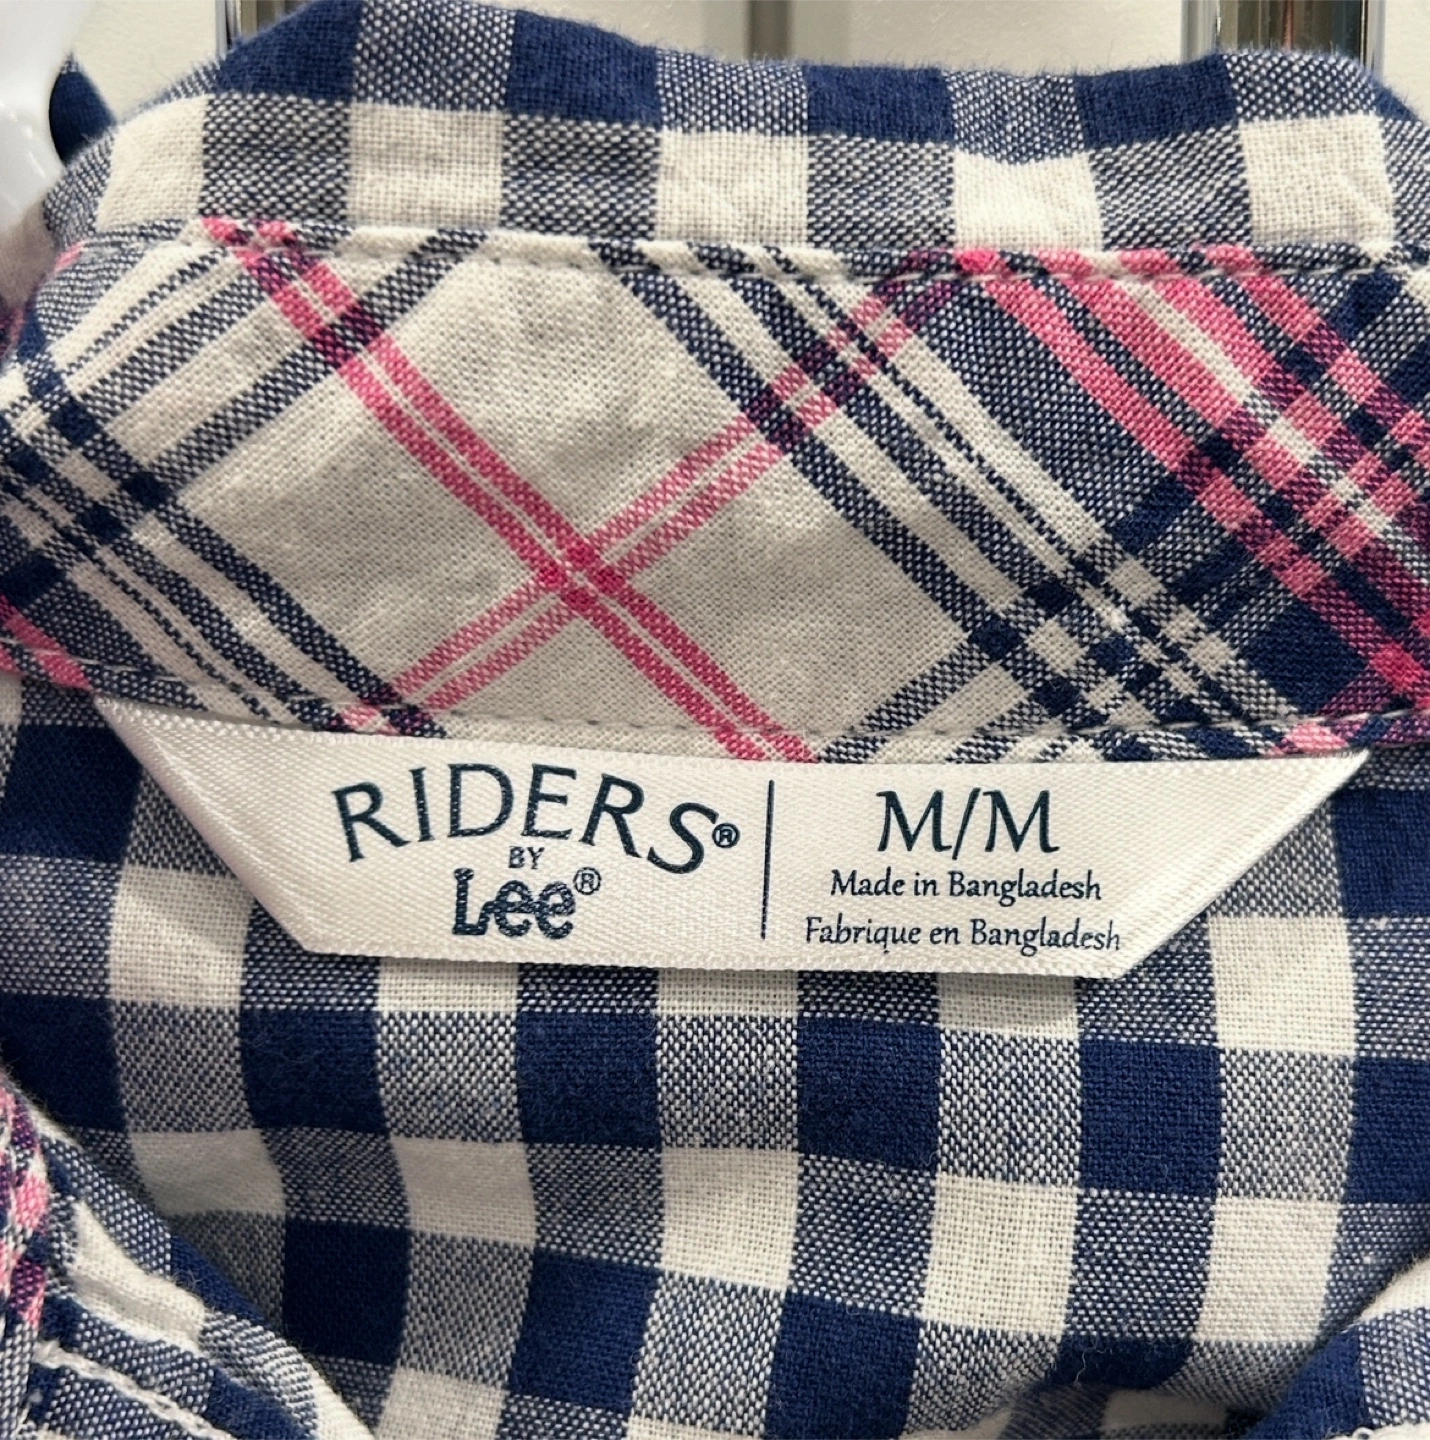 RIDERS®
BY
Lee®
M/M
Made in Bangladesh
Fabrique en Bangladesh